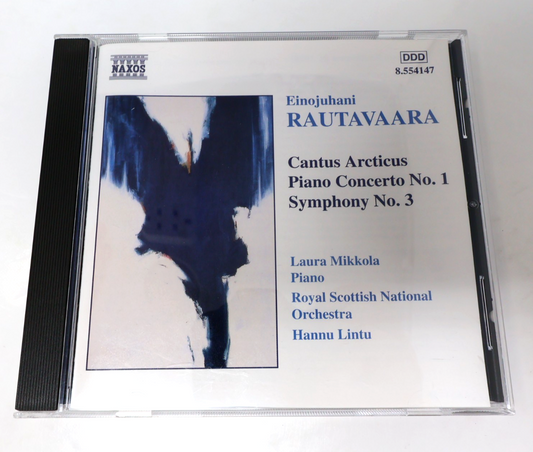 NAXOS
DDD
8.554147
Einojuhani
RAUTAVAARA
Cantus Arcticus
Piano Concerto No. 1
Symphony No. 3
Laura Mikkola
Piano
Royal Scottish National
Orchestra
Hannu Lintu